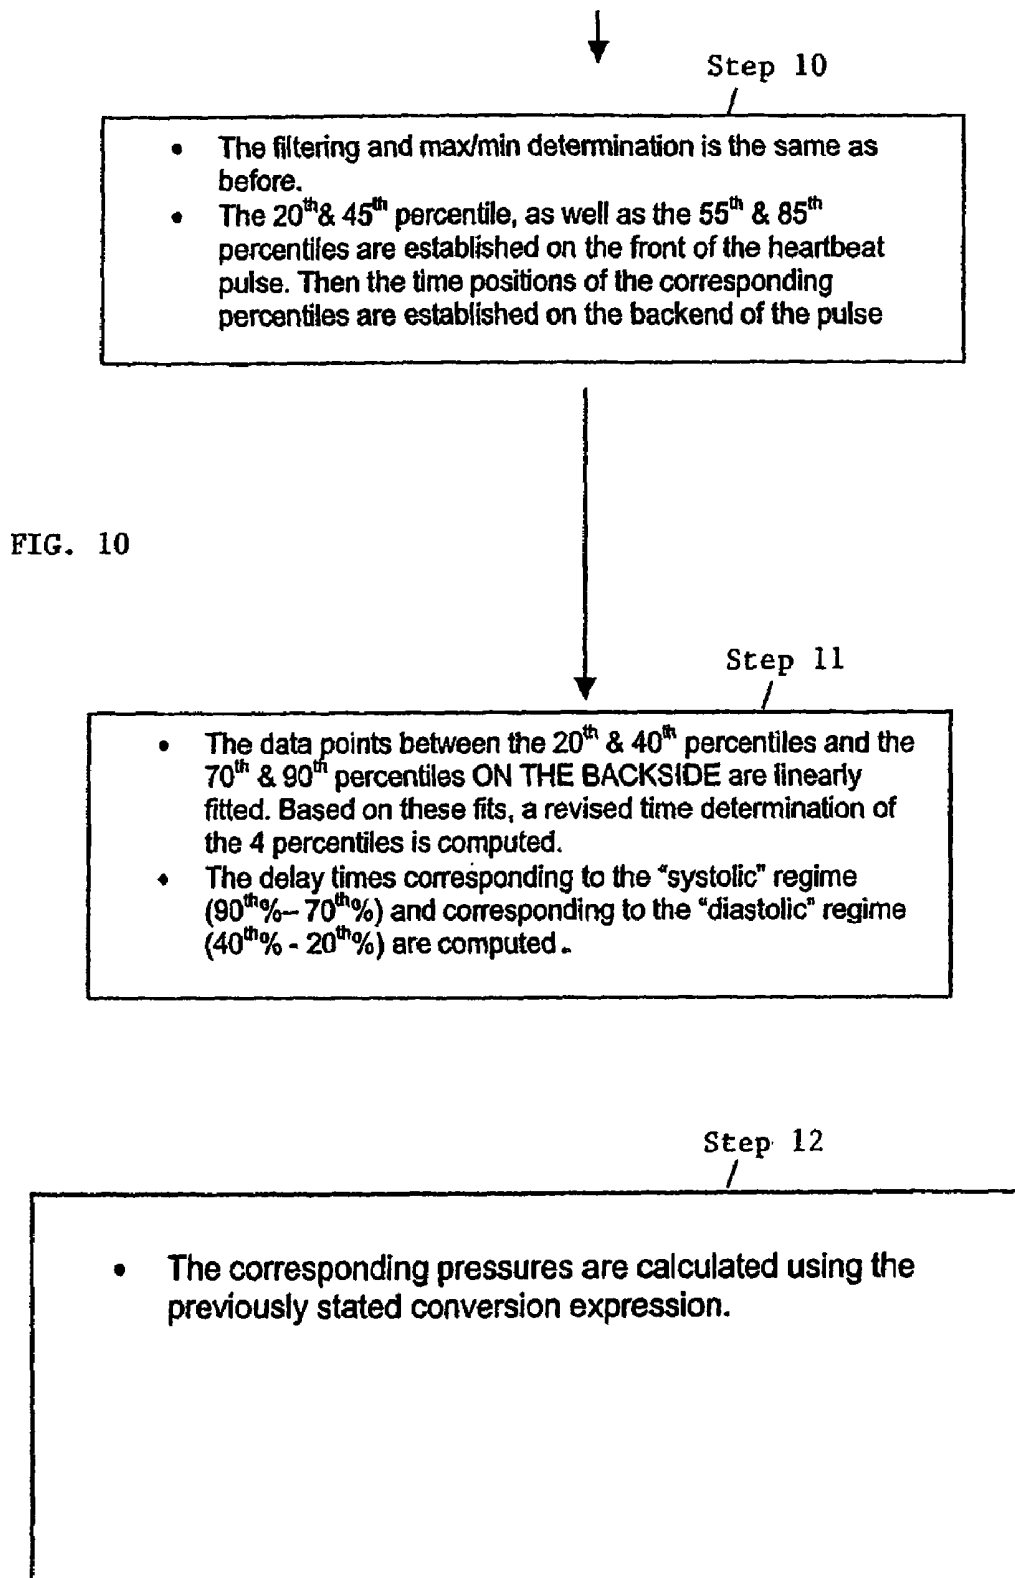 Step 10
• The filtering and max/min determination is the same as
before.
• The 20th& 45th percentile, as well as the 55th & 85th
percentiles are established on the front of the heartbeat
pulse. Then the time positions of the corresponding
percentiles are established on the backend of the pulse
FIG. 10
Step 11
• The data points between the 20th & 40th percentiles and the
70th & 90th percentiles ON THE BACKSIDE are linearly
fitted. Based on these fits, a revised time determination of
the 4 percentiles is computed.
• The delay times corresponding to the "systolic" regime
(90th%– 70th%) and corresponding to the "diastolic" regime
(40th% - 20th%) are computed.
Step 12
• The corresponding pressures are calculated using the
previously stated conversion expression.